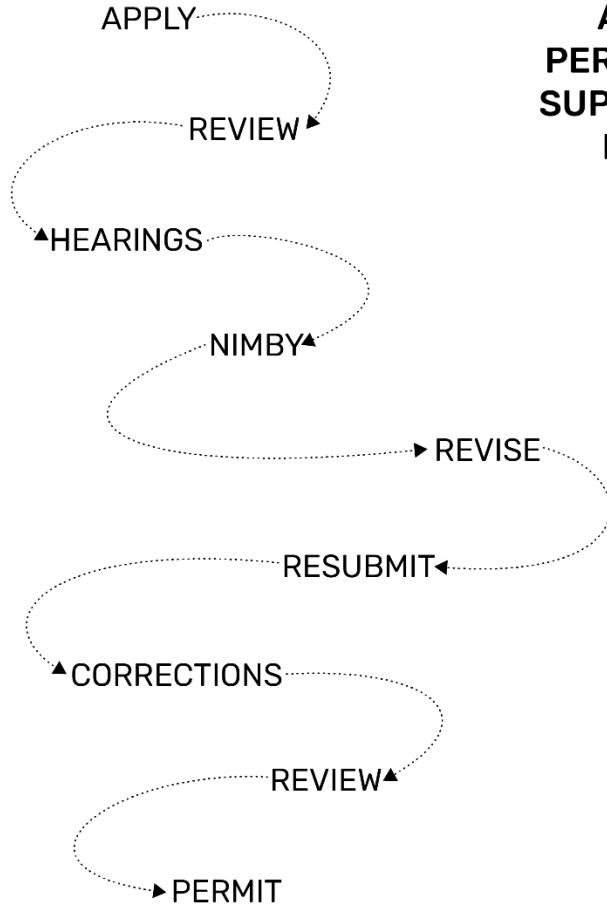 APPLY
REVIEW
HEARINGS
NIMBY
REVISE
RESUBMIT
CORRECTIONS
REVIEW
PERMIT